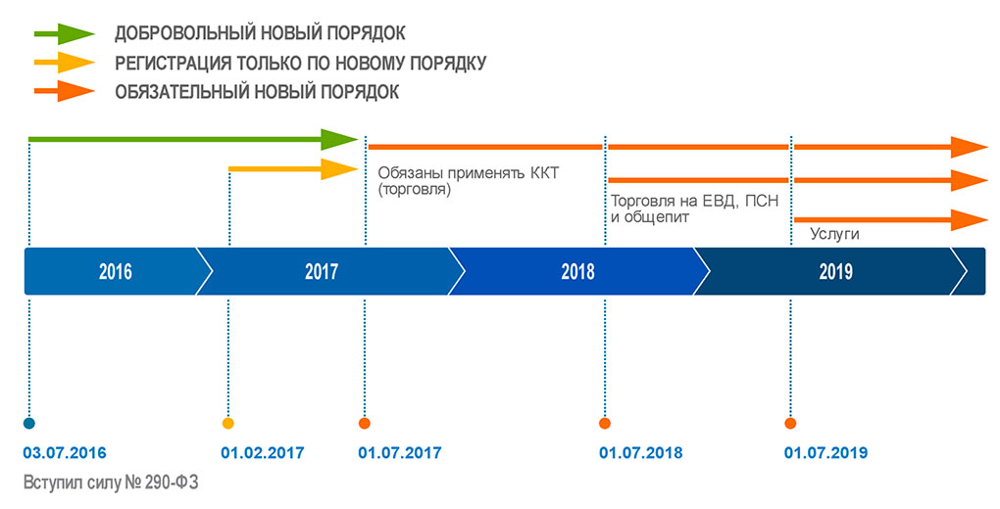 ДОБРОВОЛЬНЫЙ НОВЫЙ ПОРЯДОК
РЕГИСТРАЦИЯ ТОЛЬКО ПО НОВОМУ ПОРЯДКУ
ОБЯЗАТЕЛЬНЫЙ НОВЫЙ ПОРЯДОК
Обязаны применять ККТ
(торговля)
Торговля на ЕВД, ПСН
и общепит
Услуги
2016
2017
2018
2019
03.07.2016
01.02.2017
01.07.2017
01.07.2018
01.07.2019
Вступил силу № 290-ФЗ